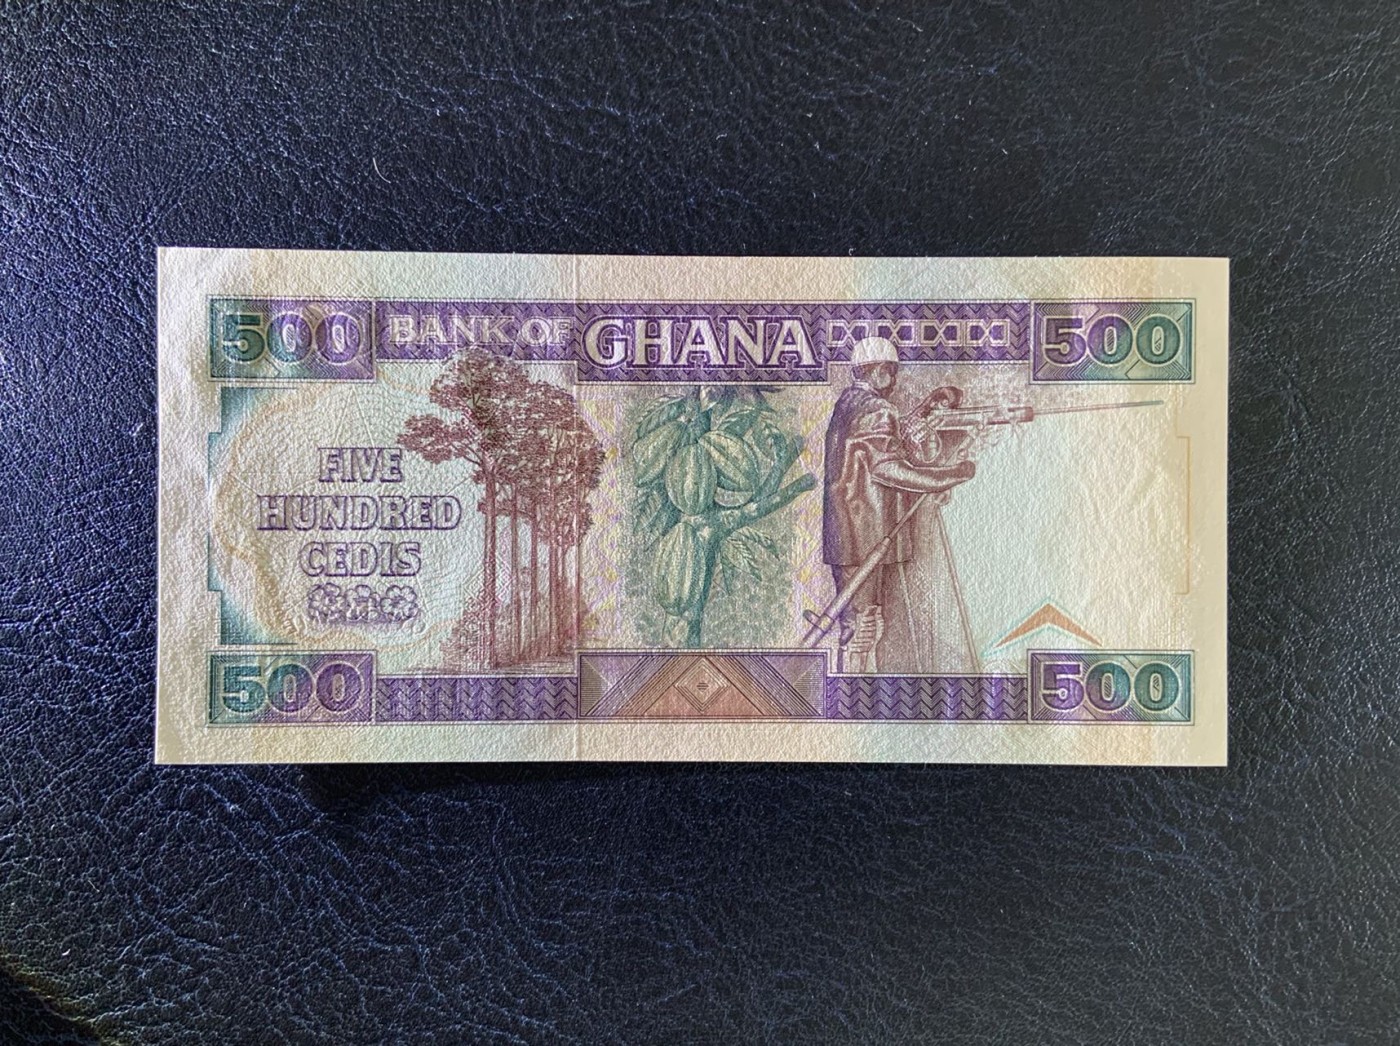 500 BANK OF GHANA 500
FIVE
HUNDRED
CEDIS
500 500